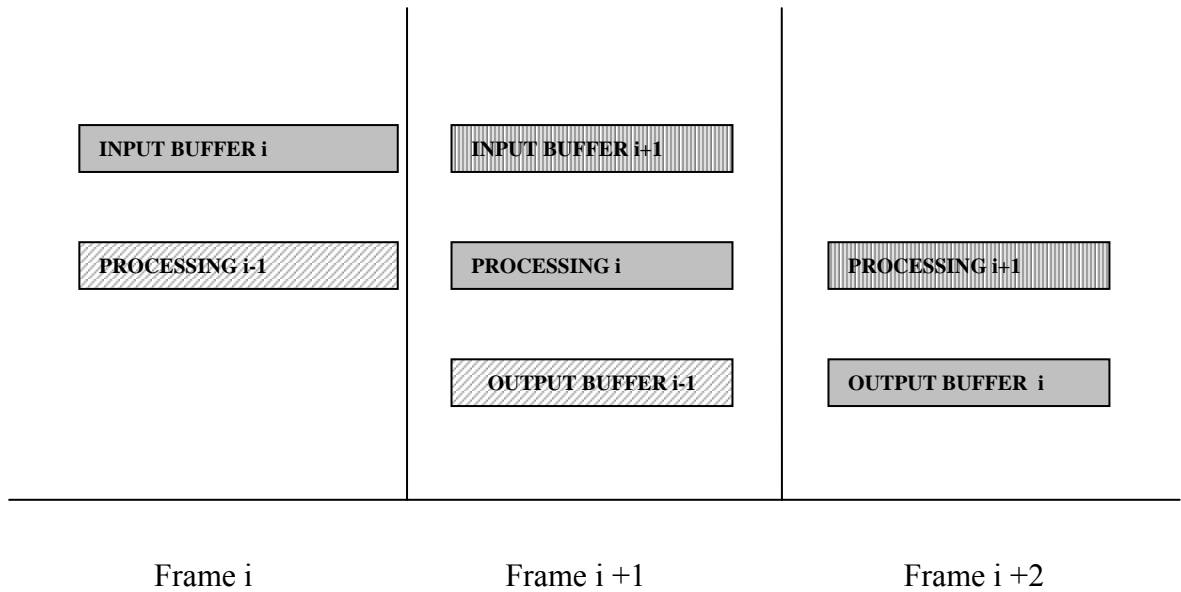 INPUT BUFFER i
INPUT BUFFER i+1
PROCESSING i-1
PROCESSING i
PROCESSING i+1
OUTPUT BUFFER i-1
OUTPUT BUFFER i
Frame i
Frame i +1
Frame i +2